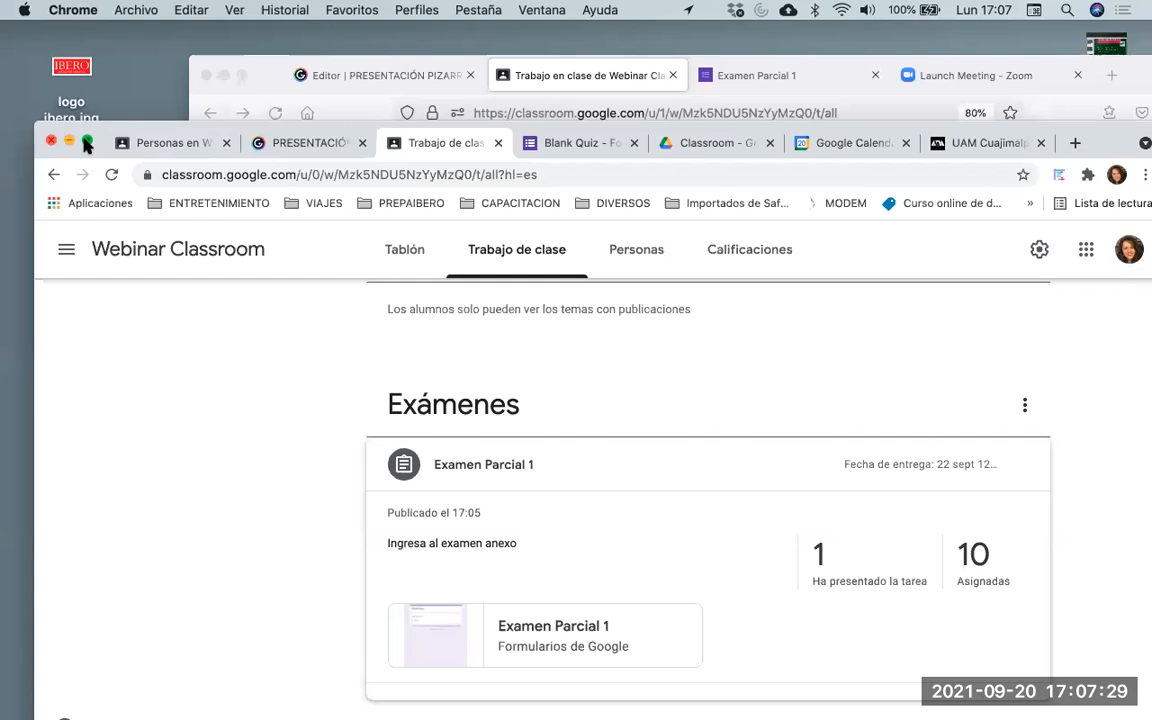 Chrome Archivo Editar Ver Historial Favoritos Perfiles Pestaña Ventana Ayuda 100% Lun 17:07
IBERO
logo
ibero.jpg
Editor | PRESENTACIÓN PIZARR
Trabajo en clase de Webinar Cla
Examen Parcial 1
Launch Meeting - Zoom
https://classroom.google.com/u/1/w/Mzk5NDU5NzYyMzQ0/t/all 80%
Personas en W
PRESENTACIÓ
Trabajo de clas
Blank Quiz - Fo
Classroom - Go
Google Calend
UAM Cuajimalp
classroom.google.com/u/0/w/Mzk5NDU5NzYyMzQ0/t/all?hl=es
Aplicaciones ENTRETENIMIENTO VIAJES PREPAIBERO CAPACITACION DIVERSOS Importados de Saf... MODEM Curso online de d... » Lista de lectura
Webinar Classroom Tablón Trabajo de clase Personas Calificaciones
Los alumnos solo pueden ver los temas con publicaciones
Exámenes
Examen Parcial 1 Fecha de entrega: 22 sept 12...
Publicado el 17:05
Ingresa al examen anexo
1 10
Ha presentado la tarea Asignadas
Examen Parcial 1
Formularios de Google
2021-09-20 17:07:29